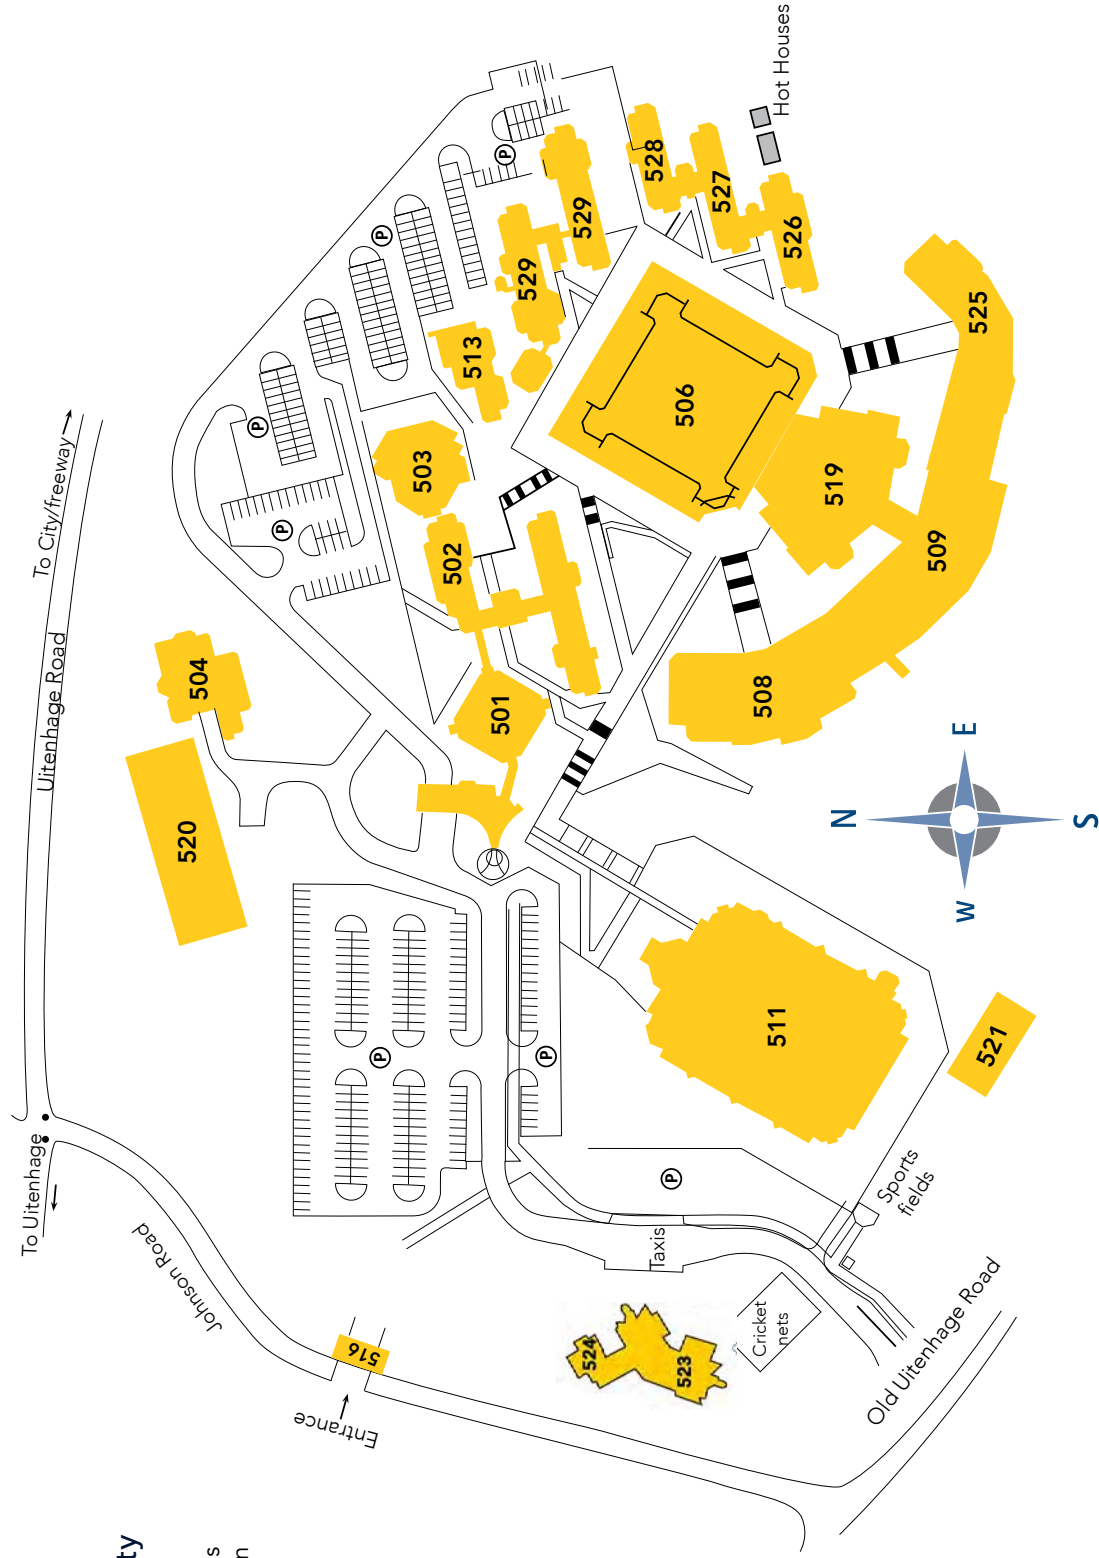 To City/freeway
Uitenhage Road
To Uitenhage
Johnson Road
Entrance
516
520
504
P
P
P
P
P
503
502
501
513
529
529
528
527
526
Hot Houses
506
519
525
509
508
N
E
S
W
P
P
511
521
P
Sports
fields
Taxis
Cricket
nets
524
523
Old Uitenhage Road
ty
s
n